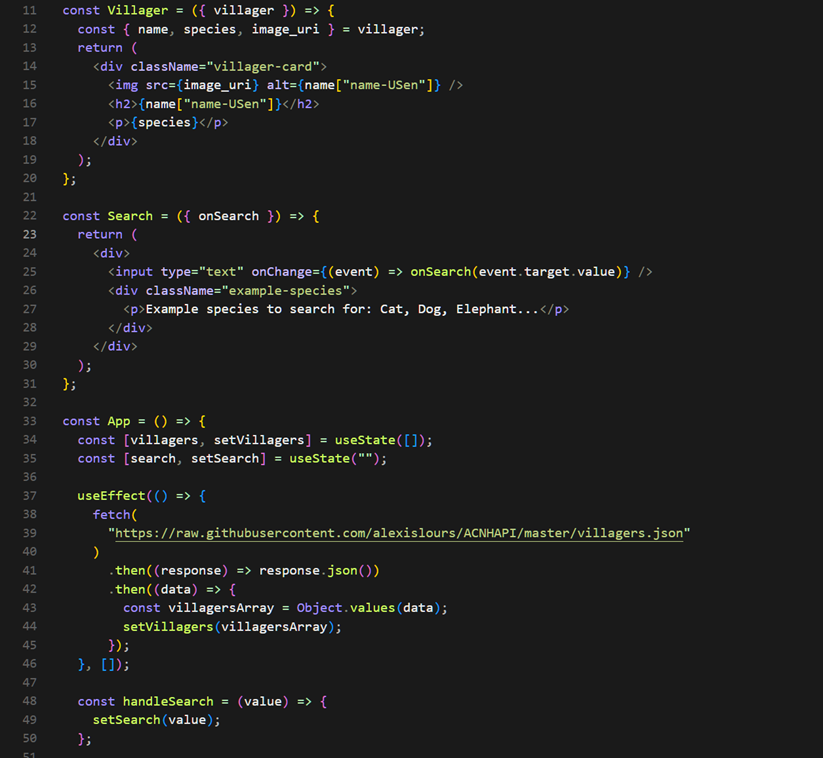 11 const Villager = ({ villager }) => {
12 const { name, species, image_uri } = villager;
13 return (
14 <div className="villager-card">
15 <img src={image_uri} alt={name["name-USen"]} />
16 <h2>{name["name-USen"]}</h2>
17 <p>{species}</p>
18 </div>
19 );
20 };
21
22 const Search = ({ onSearch }) => {
23 return (
24 <div>
25 <input type="text" onChange={(event) => onSearch(event.target.value)} />
26 <div className="example-species">
27 <p>Example species to search for: Cat, Dog, Elephant...</p>
28 </div>
29 </div>
30 );
31 };
32
33 const App = () => {
34 const [villagers, setVillagers] = useState([]);
35 const [search, setSearch] = useState("");
36
37 useEffect(() => {
38 fetch(
39 "https://raw.githubusercontent.com/alexislours/ACNHAPI/master/villagers.json"
40 )
41 .then((response) => response.json())
42 .then((data) => {
43 const villagersArray = Object.values(data);
44 setVillagers(villagersArray);
45 });
46 }, []);
47
48 const handleSearch = (value) => {
49 setSearch(value);
50 };
51